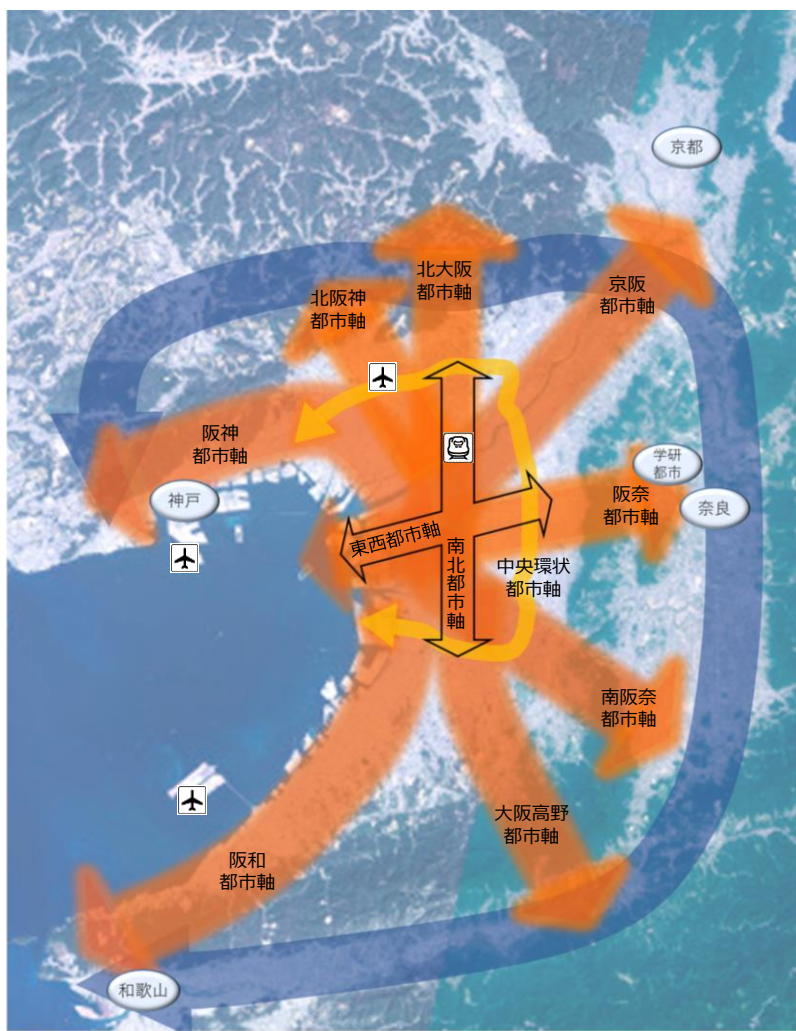 京都
北大阪
都市軸
京阪
都市軸
北阪神
都市軸
阪神
都市軸
神戸
学研
都市
奈良
阪奈
都市軸
東西都市軸
南北都市軸
中央環状
都市軸
南阪奈
都市軸
大阪高野
都市軸
阪和
都市軸
和歌山